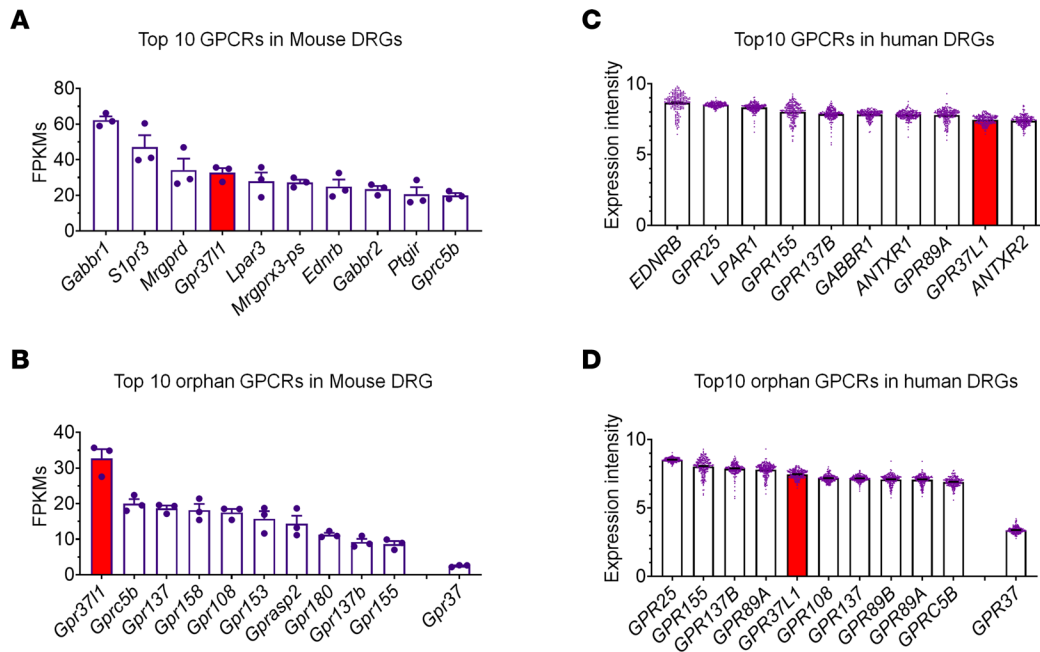 A
Top 10 GPCRs in Mouse DRGs
FPKMs
80
60
40
20
0
Gabbr1
S1pr3
Mrgprd
Gpr37l1
Lpar3
Mrgprx3-ps
Ednrb
Gabbr2
Ptgir
Gprc5b
C
Top10 GPCRs in human DRGs
Expression intensity
10
5
0
EDNRB
GPR25
LPAR1
GPR155
GPR137B
GABBR1
ANTXR1
GPR89A
GPR37L1
ANTXR2
B
Top 10 orphan GPCRs in Mouse DRG
FPKMs
40
30
20
10
0
Gpr37l1
Gprc5b
Gpr137
Gpr158
Gpr108
Gpr153
Gprasp2
Gpr180
Gpr137b
Gpr155
Gpr37
D
Top10 orphan GPCRs in human DRGs
Expression intensity
10
5
0
GPR25
GPR155
GPR137B
GPR89A
GPR37L1
GPR108
GPR137
GPR89B
GPR89A
GPRC5B
GPR37